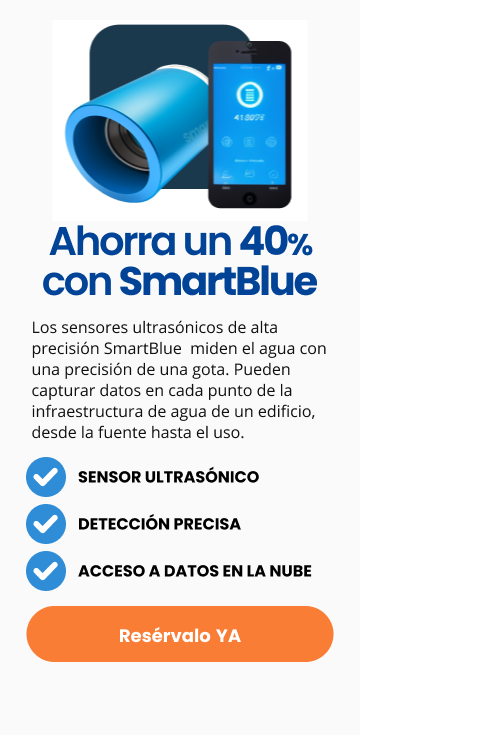 Ahorra un 40%
con SmartBlue
Los sensores ultrasónicos de alta
precisión SmartBlue miden el agua con
una precisión de una gota. Pueden
capturar datos en cada punto de la
infraestructura de agua de un edificio,
desde la fuente hasta el uso.
SENSOR ULTRASÓNICO
DETECCIÓN PRECISA
ACCESO A DATOS EN LA NUBE
Resérvalo YA